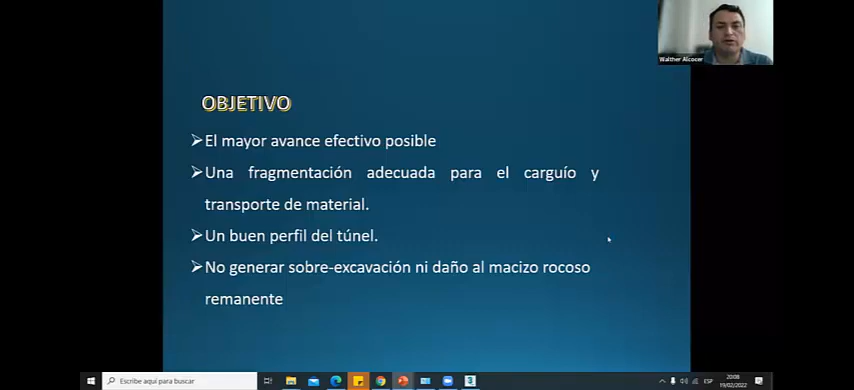 Walther Alcocer
OBJETIVO
➢El mayor avance efectivo posible
➢Una fragmentación adecuada para el carguío y
transporte de material.
➢Un buen perfil del túnel.
➢No generar sobre-excavación ni daño al macizo rocoso
remanente
Escribe aquí para buscar
ESP
20:08
19/02/2022